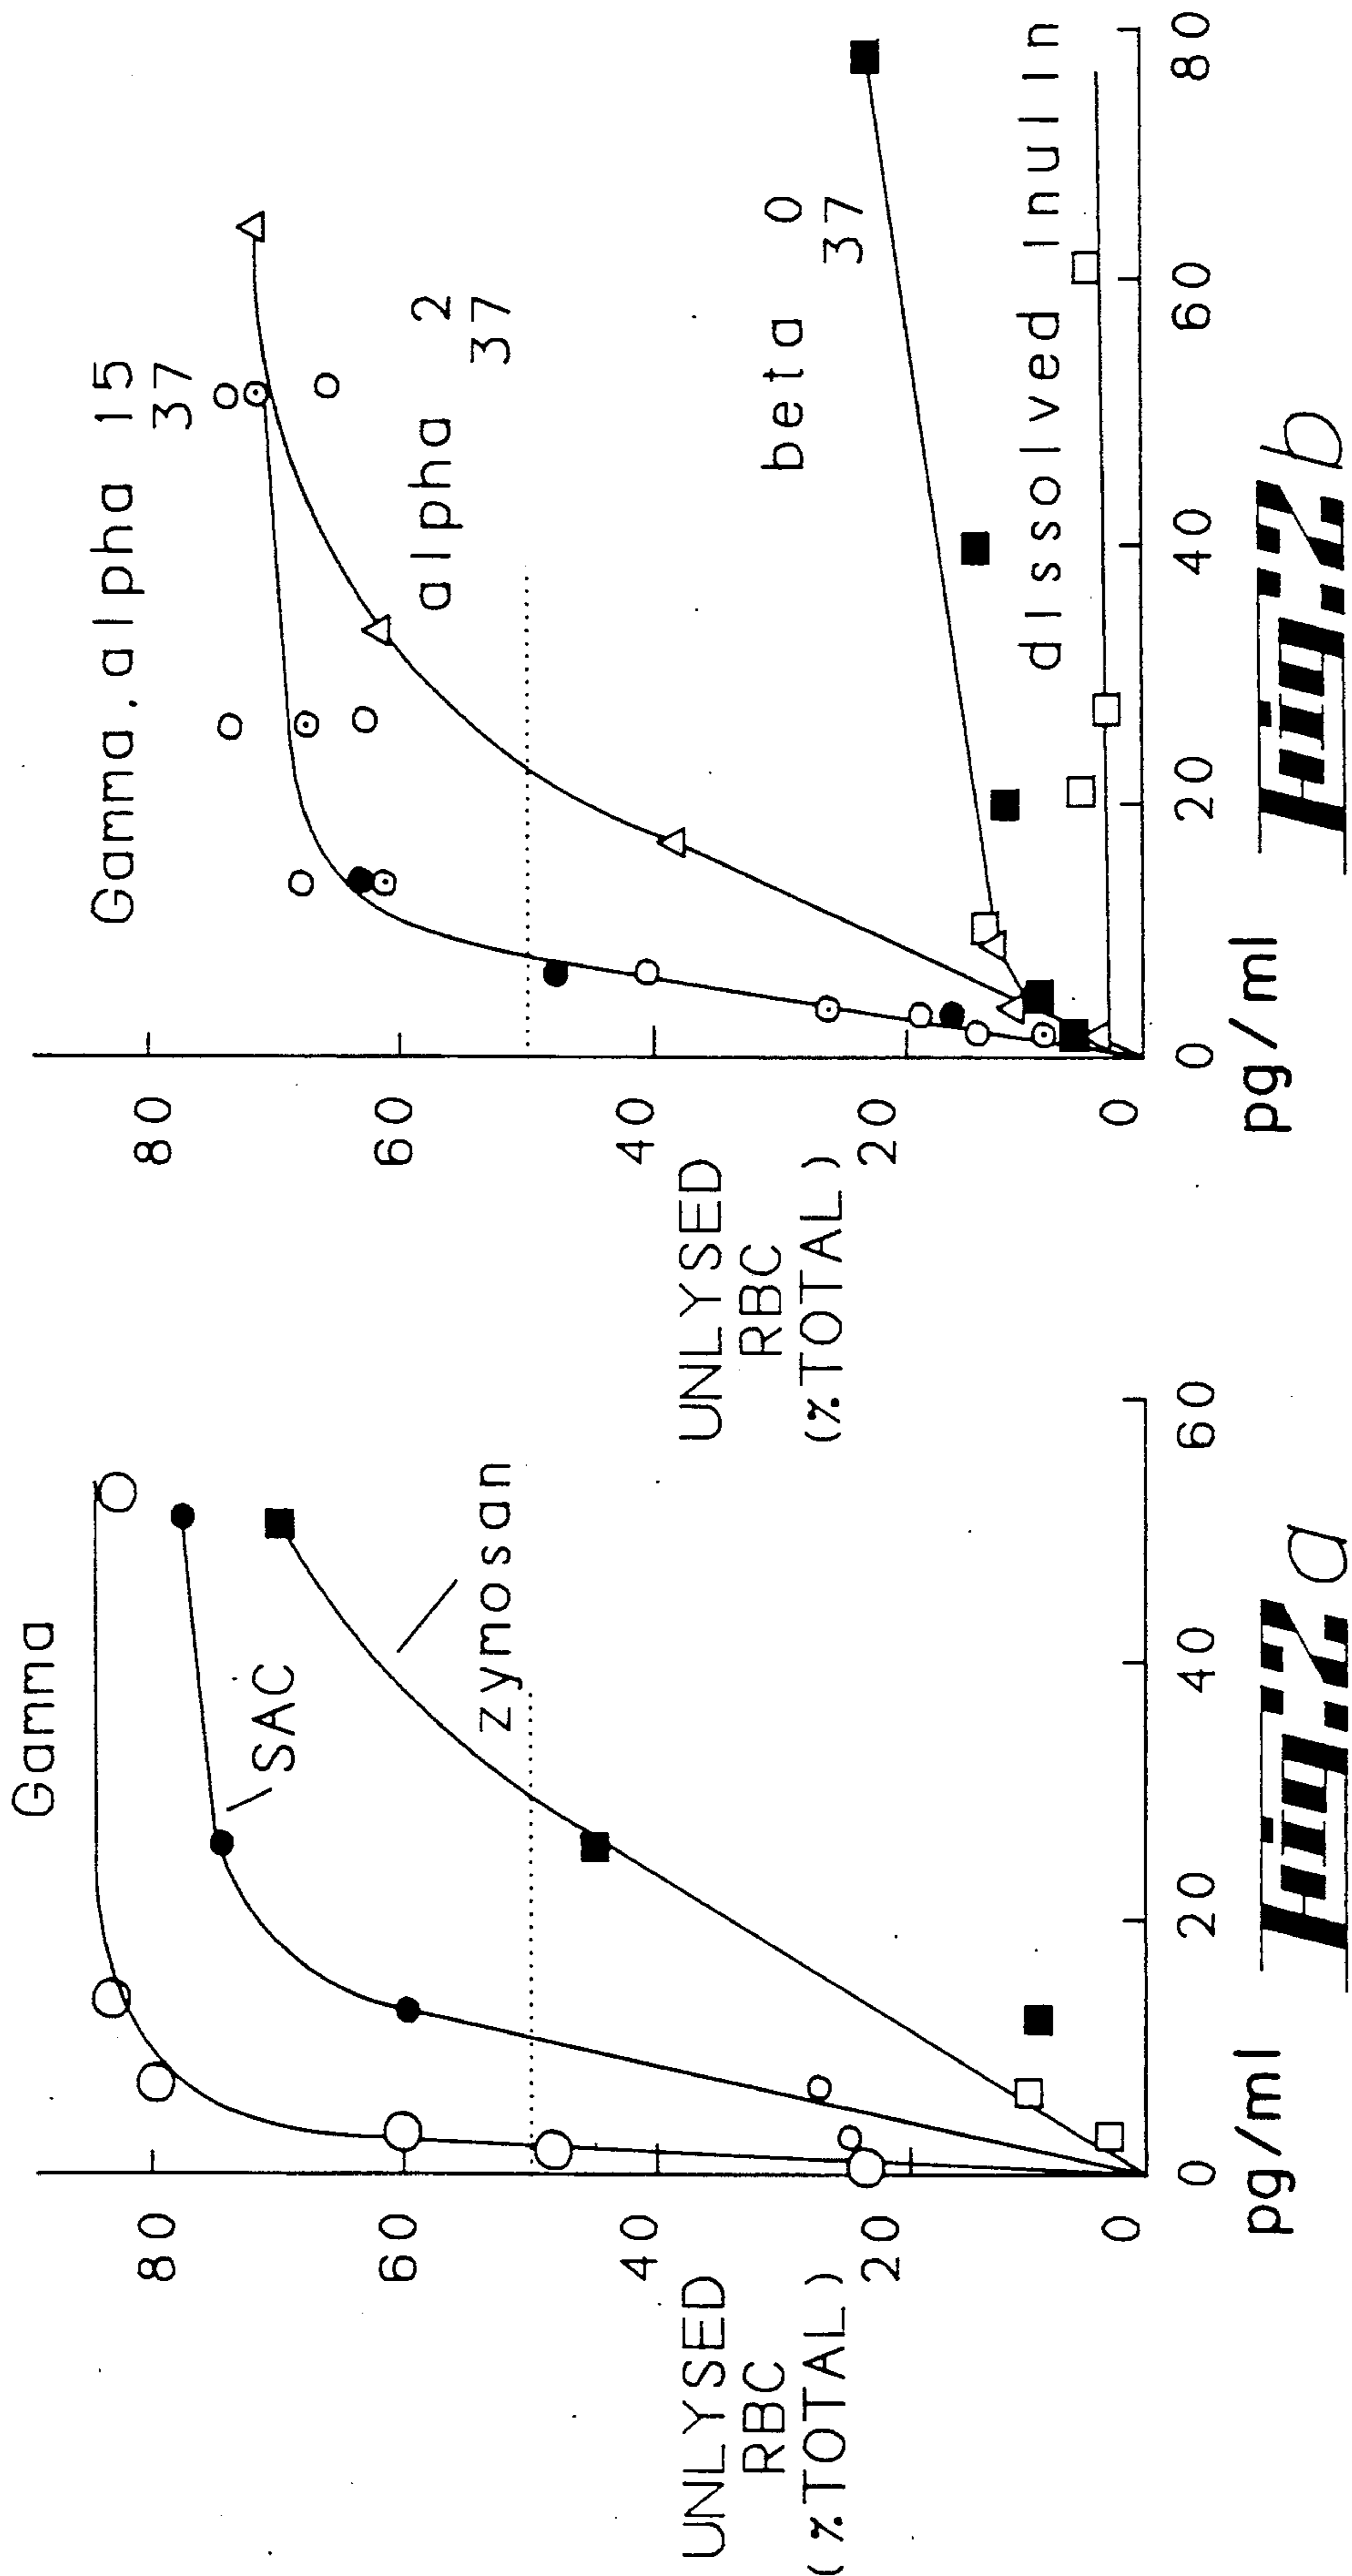 Gamma
SAC
zymosan
80
60
40
20
0
UNLYSED
RBC
(%TOTAL)
0 20 40 60
pg/ml
Fig. 2 a
Gamma, alpha 15
37
alpha 2
37
beta 0
37
dissolved Inulin
80
60
40
20
0
UNLYSED
RBC
(%TOTAL)
0 20 40 60 80
pg/ml
Fig. 2 b